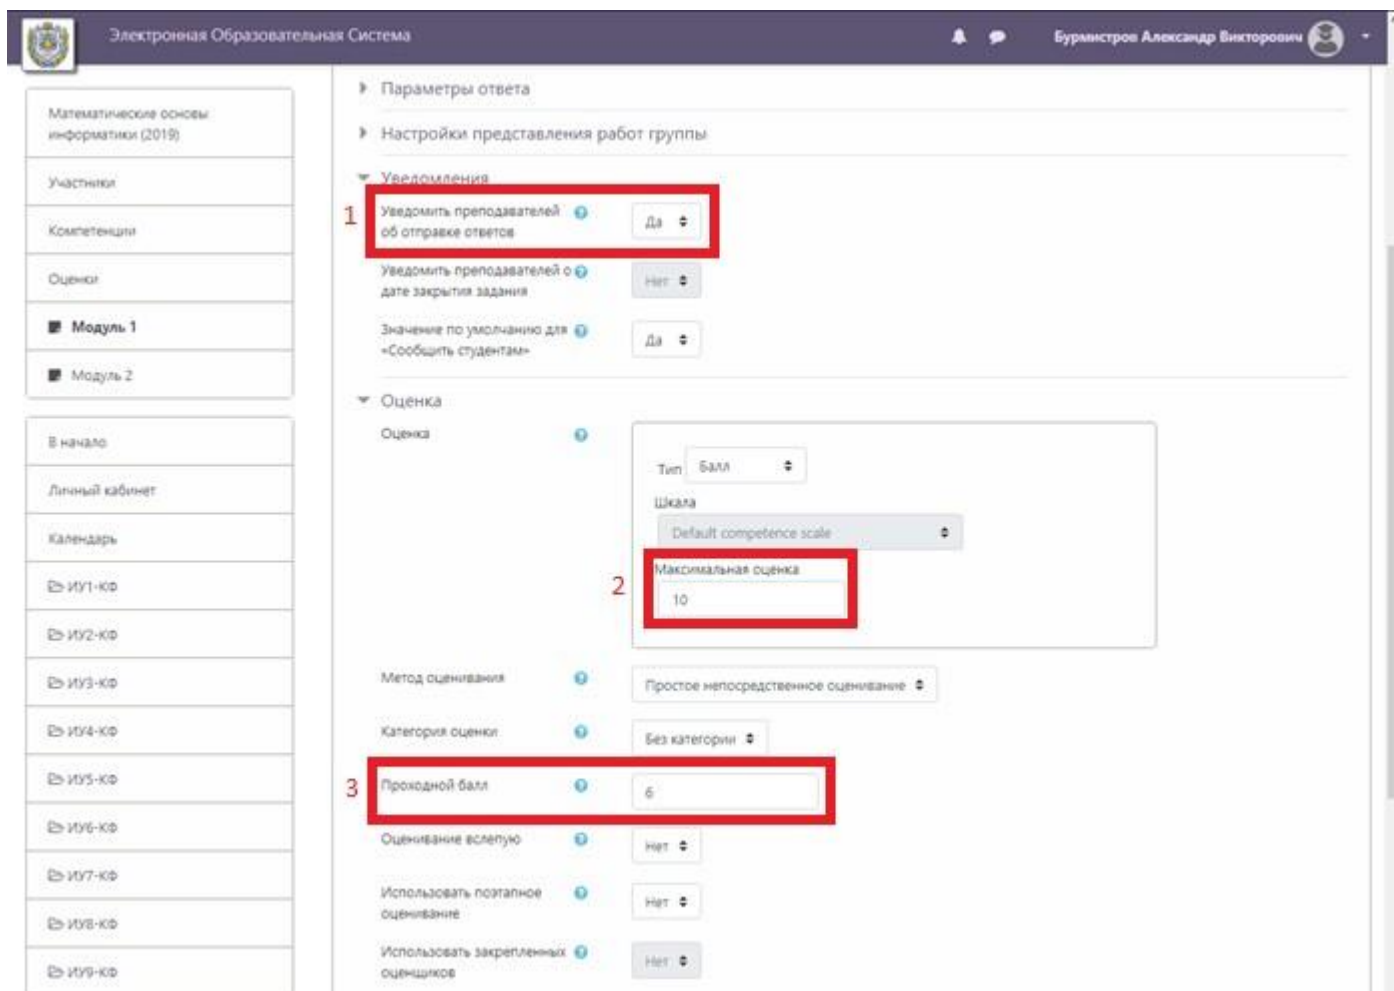 Электронная Образовательная Система
Бурмистров Александр Викторович
Математические основы
информатики (2019)
Участники
Компетенции
Оценки
Модуль 1
Модуль 2
В начало
Личный кабинет
Календарь
ИУ1-КФ
ИУ2-КФ
ИУ3-КФ
ИУ4-КФ
ИУ5-КФ
ИУ6-КФ
ИУ7-КФ
ИУ8-КФ
ИУ9-КФ
Параметры ответа
Настройки представления работ группы
Уведомления
1
Уведомить преподавателей
об отправке ответов
Да
Уведомить преподавателей о
дате закрытия задания
Нет
Значение по умолчанию для
«Сообщить студентам»
Да
Оценка
Оценка
Тип Балл
Шкала
Default competence scale
2
Максимальная оценка
10
Метод оценивания
Простое непосредственное оценивание
Категория оценки
Без категории
3
Проходной балл
6
Оценивание вслепую
Нет
Использовать поэтапное
оценивание
Нет
Использовать закрепленных
оценщиков
Нет